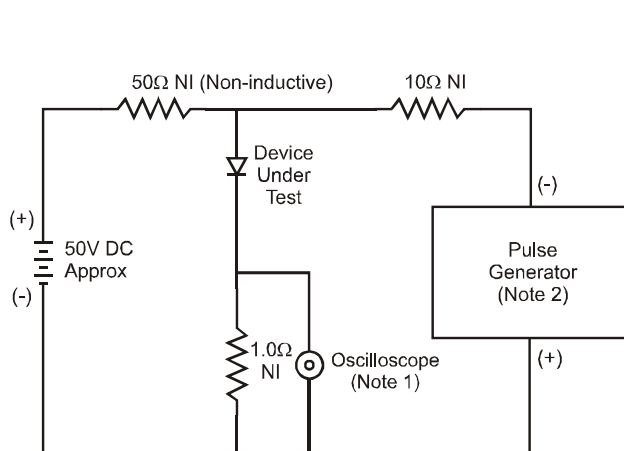 50Ω NI (Non-inductive)
10Ω NI
Device
Under
Test
(-)
(+)
50V DC
Approx
(-)
Pulse
Generator
(Note 2)
1.0Ω
NI
Oscilloscope
(Note 1)
(+)